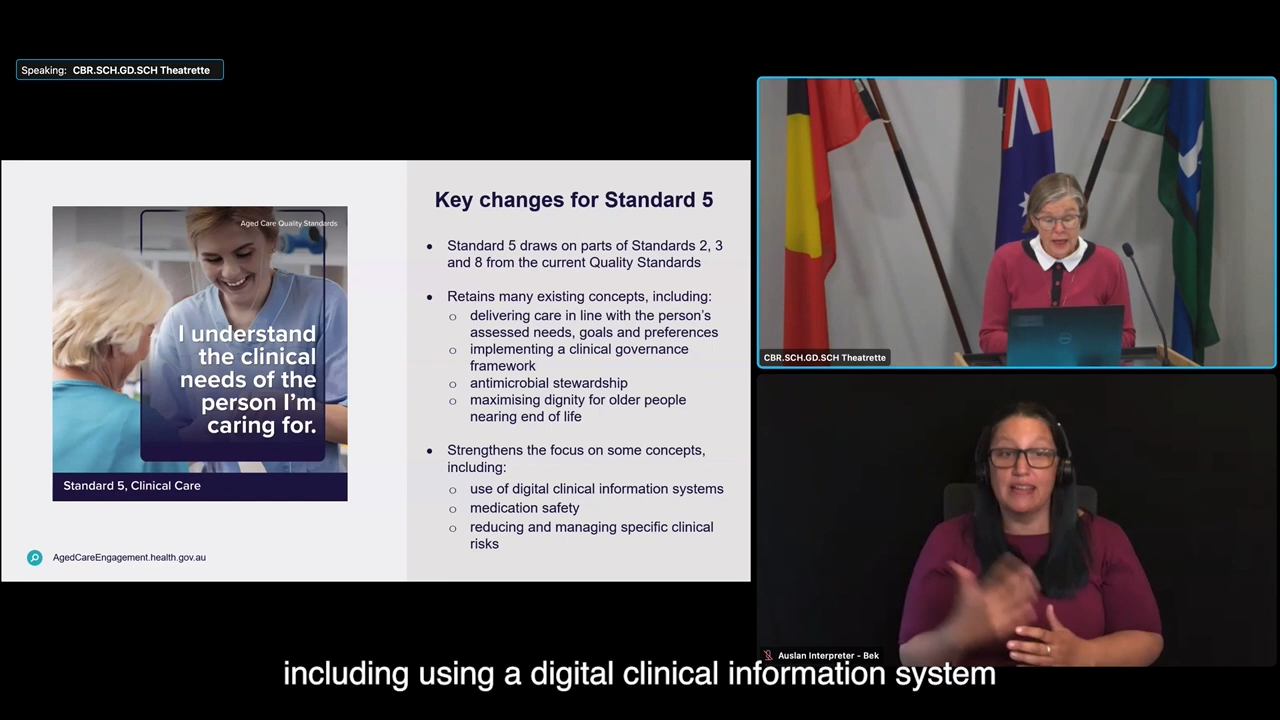 Speaking: CBR.SCH.GD.SCH Theatrette
Aged Care Quality Standards
I understand
the clinical
needs of the
person I'm
caring for.
Standard 5, Clinical Care
AgedCareEngagement.health.gov.au
Key changes for Standard 5
• Standard 5 draws on parts of Standards 2, 3
and 8 from the current Quality Standards
• Retains many existing concepts, including:
o delivering care in line with the person's
assessed needs, goals and preferences
o implementing a clinical governance
framework
o antimicrobial stewardship
o maximising dignity for older people
nearing end of life
• Strengthens the focus on some concepts,
including:
o use of digital clinical information systems
o medication safety
o reducing and managing specific clinical
risks
CBR.SCH.GD.SCH Theatrette
DELL
Auslan Interpreter - Bek
including using a digital clinical information system